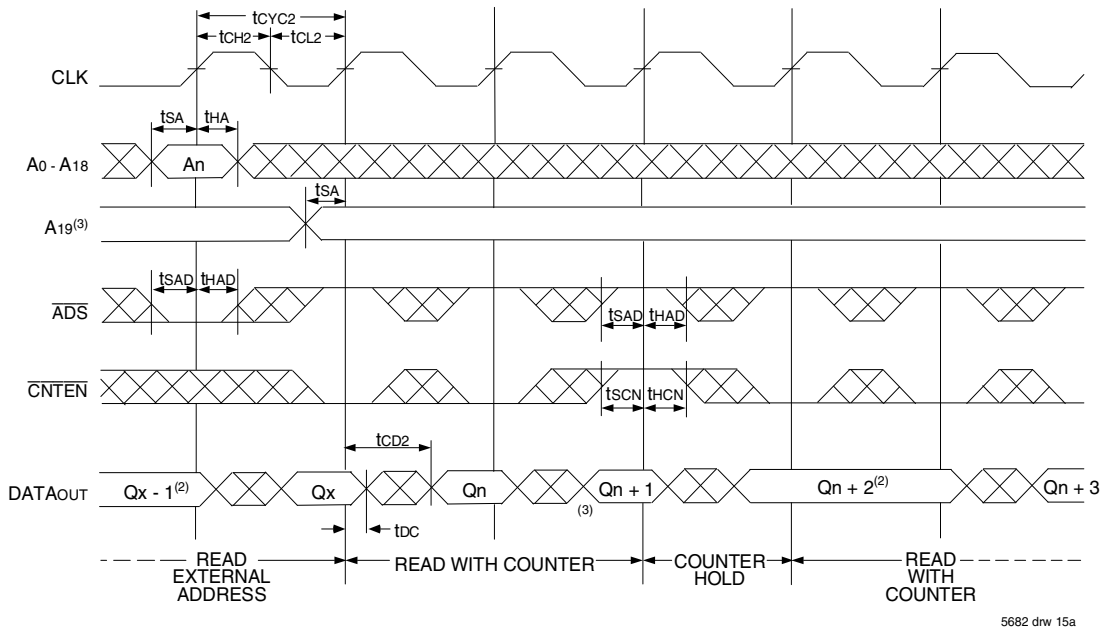 tCYC2
tCH2 tCL2
CLK
tSA tHA
A0 - A18 An
tSA
A19(3)
tSAD tHAD
ADS
tSAD tHAD
CNTEN
tSCN tHCN
tCD2
DATAOUT Qx - 1(2) Qx Qn Qn + 1 Qn + 2(2) Qn + 3
(3)
tDC
READ EXTERNAL ADDRESS
READ WITH COUNTER
COUNTER HOLD
READ WITH COUNTER
5682 drw 15a